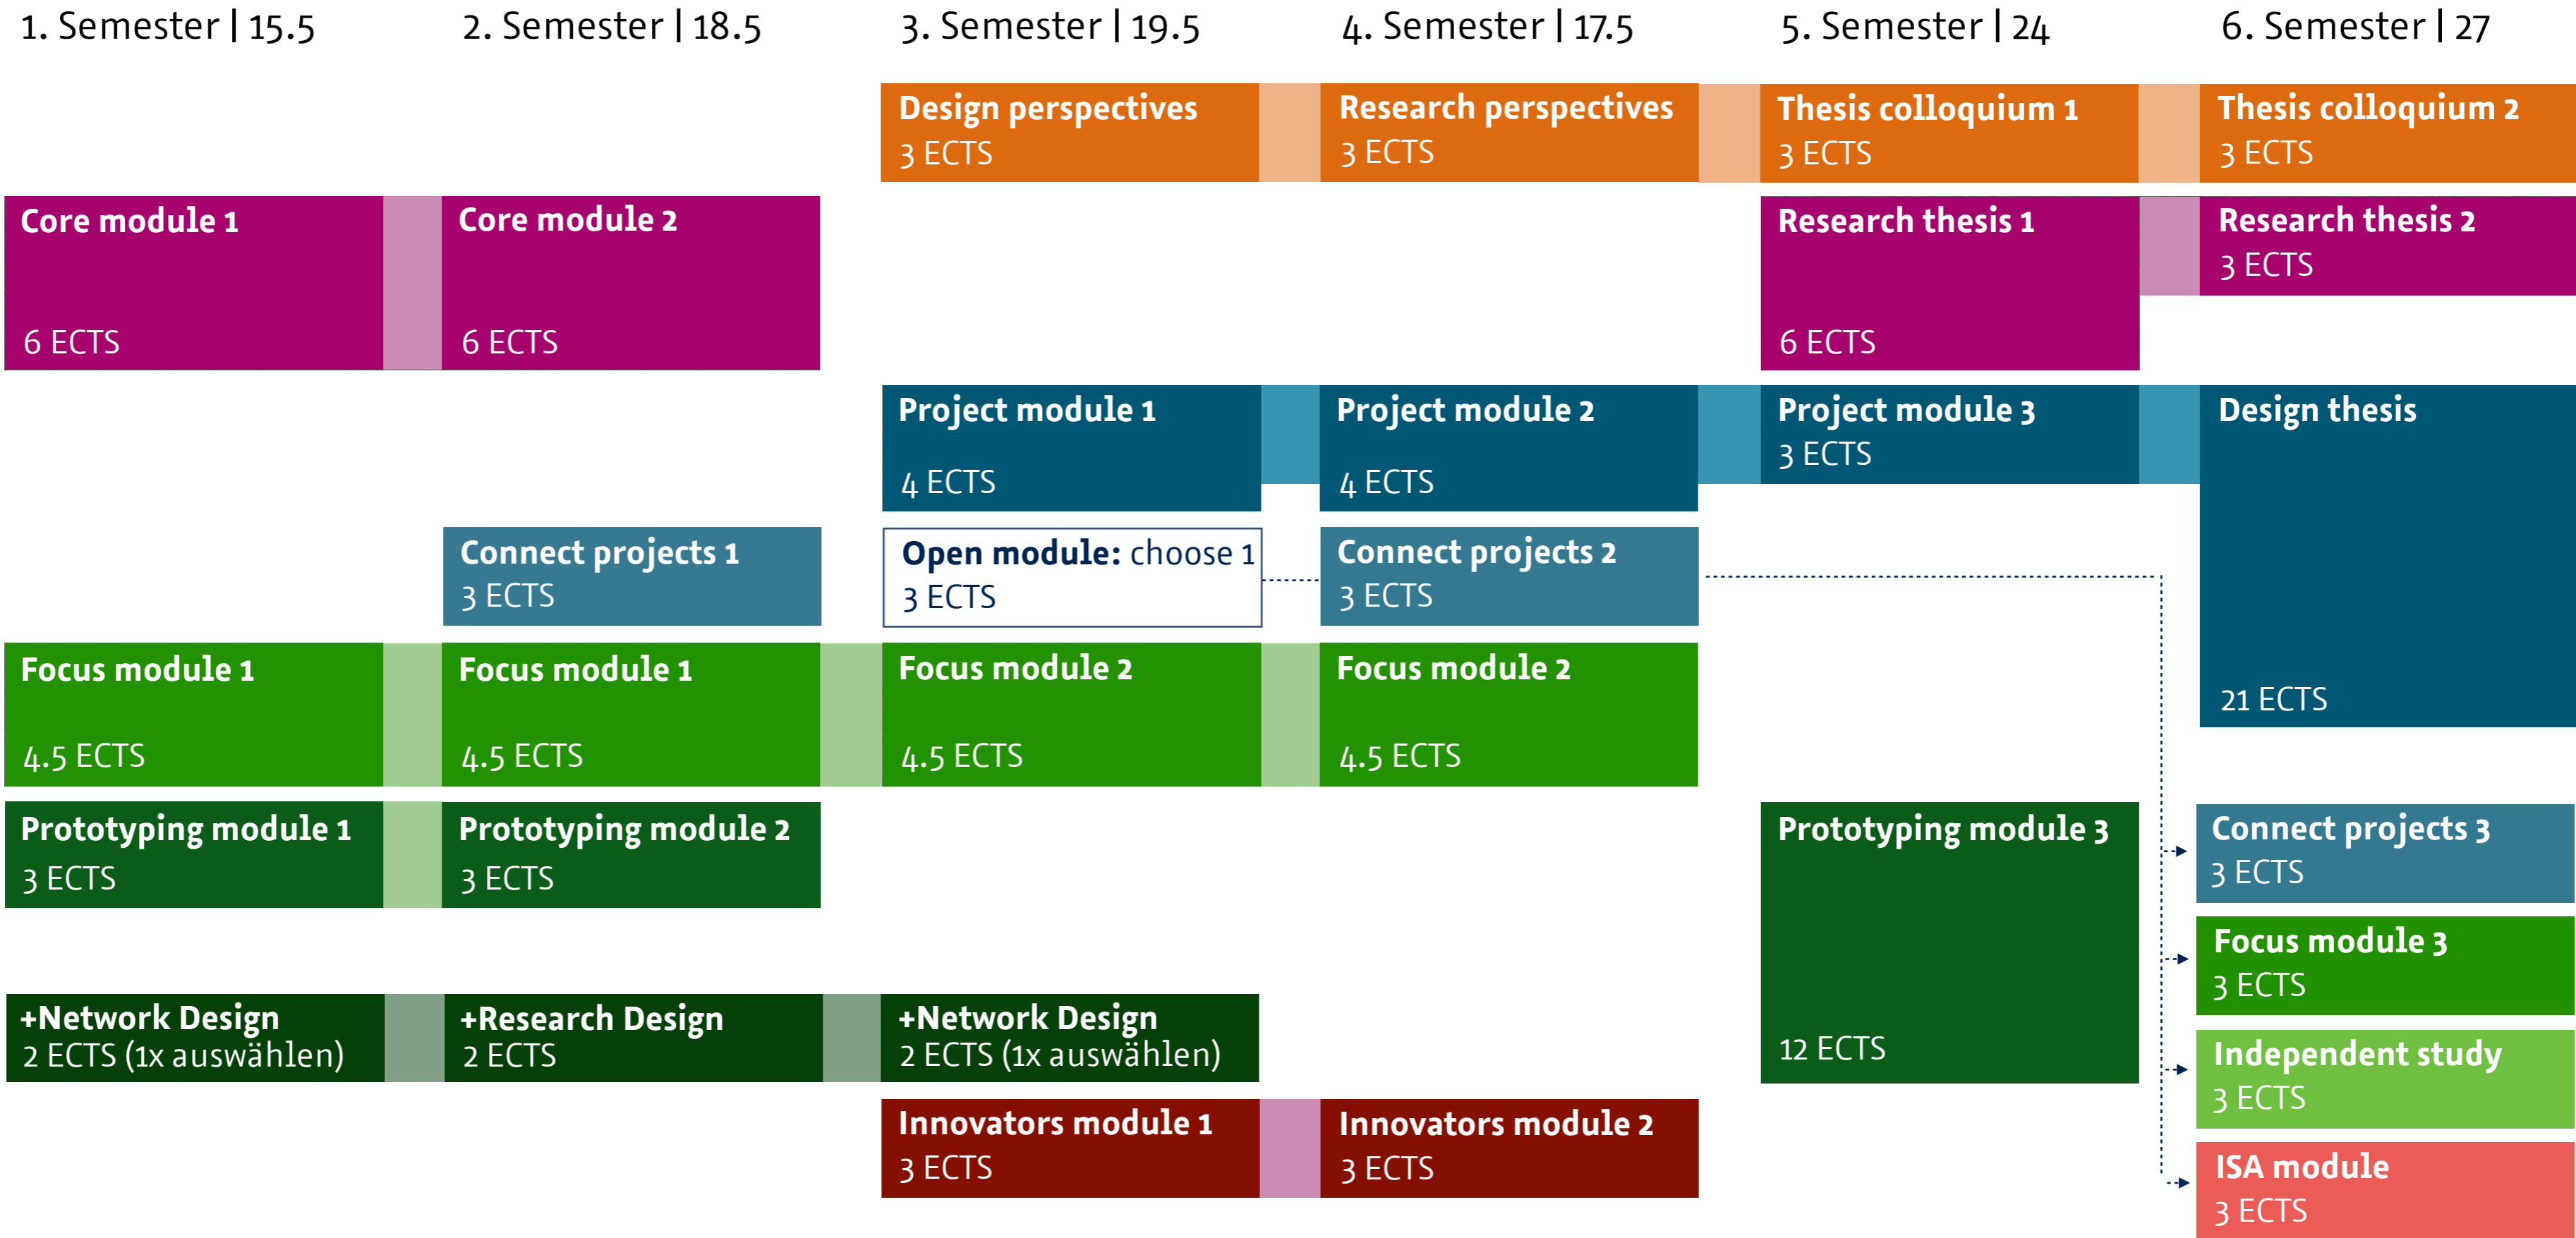 1. Semester | 15.5
2. Semester | 18.5
3. Semester | 19.5
4. Semester | 17.5
5. Semester | 24
6. Semester | 27
Design perspectives
3 ECTS
Research perspectives
3 ECTS
Thesis colloquium 1
3 ECTS
Thesis colloquium 2
3 ECTS
Core module 1
6 ECTS
Core module 2
6 ECTS
Research thesis 1
6 ECTS
Research thesis 2
3 ECTS
Project module 1
4 ECTS
Project module 2
4 ECTS
Project module 3
3 ECTS
Design thesis
21 ECTS
Connect projects 1
3 ECTS
Open module: choose 1
3 ECTS
Connect projects 2
3 ECTS
Focus module 1
4.5 ECTS
Focus module 1
4.5 ECTS
Focus module 2
4.5 ECTS
Focus module 2
4.5 ECTS
Prototyping module 1
3 ECTS
Prototyping module 2
3 ECTS
Prototyping module 3
12 ECTS
Connect projects 3
3 ECTS
Focus module 3
3 ECTS
Independent study
3 ECTS
ISA module
3 ECTS
+Network Design
2 ECTS (1x auswählen)
+Research Design
2 ECTS
+Network Design
2 ECTS (1x auswählen)
Innovators module 1
3 ECTS
Innovators module 2
3 ECTS